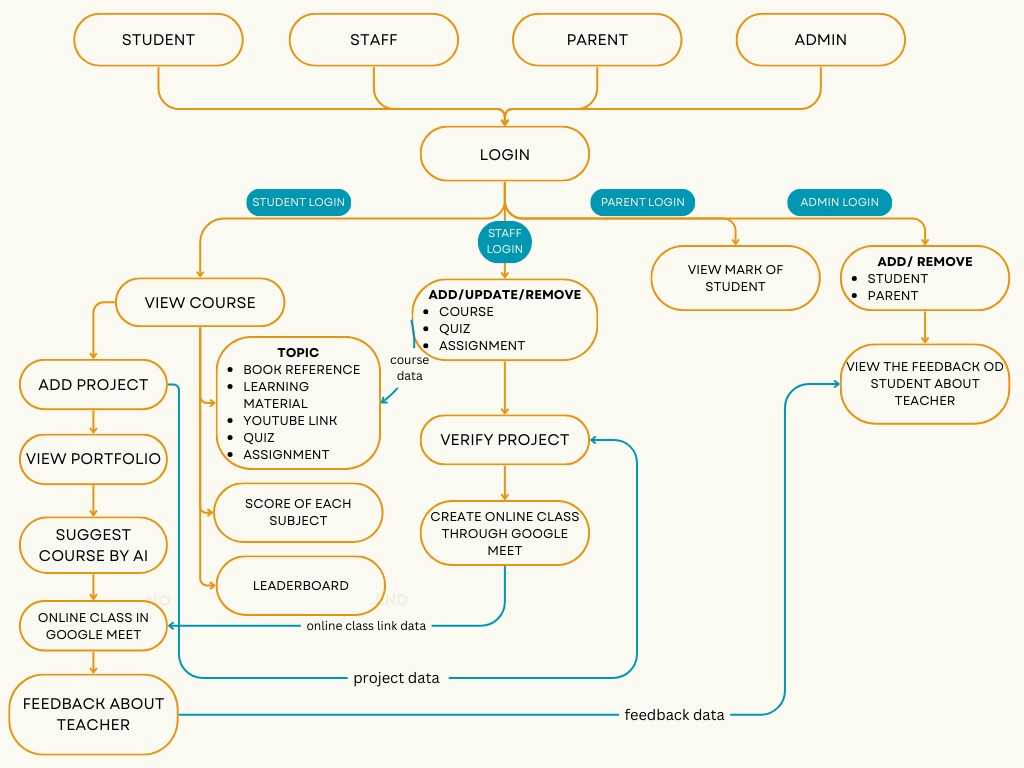 STUDENT
STAFF
PARENT
ADMIN
LOGIN
STUDENT LOGIN
STAFF
LOGIN
PARENT LOGIN
ADMIN LOGIN
VIEW COURSE
ADD/UPDATE/REMOVE
• COURSE
• QUIZ
• ASSIGNMENT
VIEW MARK OF
STUDENT
ADD/ REMOVE
• STUDENT
• PARENT
ADD PROJECT
TOPIC
• BOOK REFERENCE
• LEARNING
MATERIAL
• YOUTUBE LINK
• QUIZ
• ASSIGNMENT
course
data
VIEW THE FEEDBACK OD
STUDENT ABOUT
TEACHER
VERIFY PROJECT
VIEW PORTFOLIO
SCORE OF EACH
SUBJECT
CREATE ONLINE CLASS
THROUGH GOOGLE
MEET
SUGGEST
COURSE BY AI
LEADERBOARD
NO
END
ONLINE CLASS IN
GOOGLE MEET
online class link data
project data
FEEDBACK ABOUT
TEACHER
feedback data